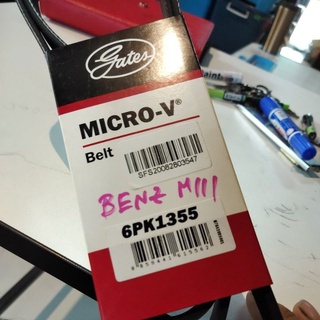 Gates
MICRO-V®
Belt
SFS20082803547
BENZ M111
6PK1355